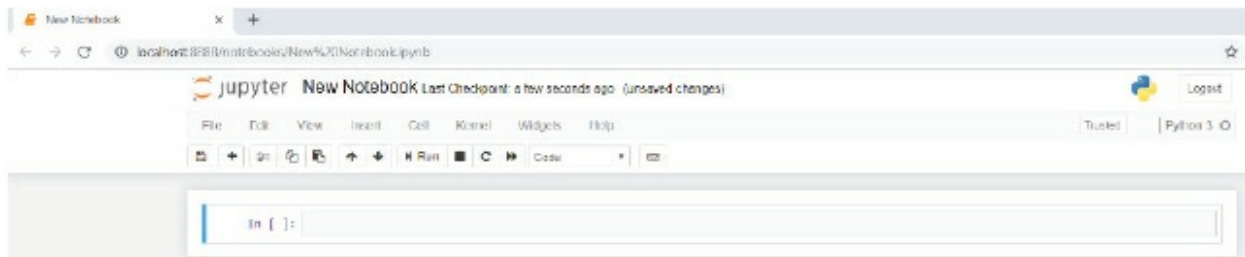 New Notebook
localhost:8888/notebooks/New%20Notebook.ipynb
jupyter New Notebook Last Checkpoint: a few seconds ago (unsaved changes) Logout
File Edit View Insert Cell Kernel Widgets Help Trusted Python 3
Run Code
In [ ]: